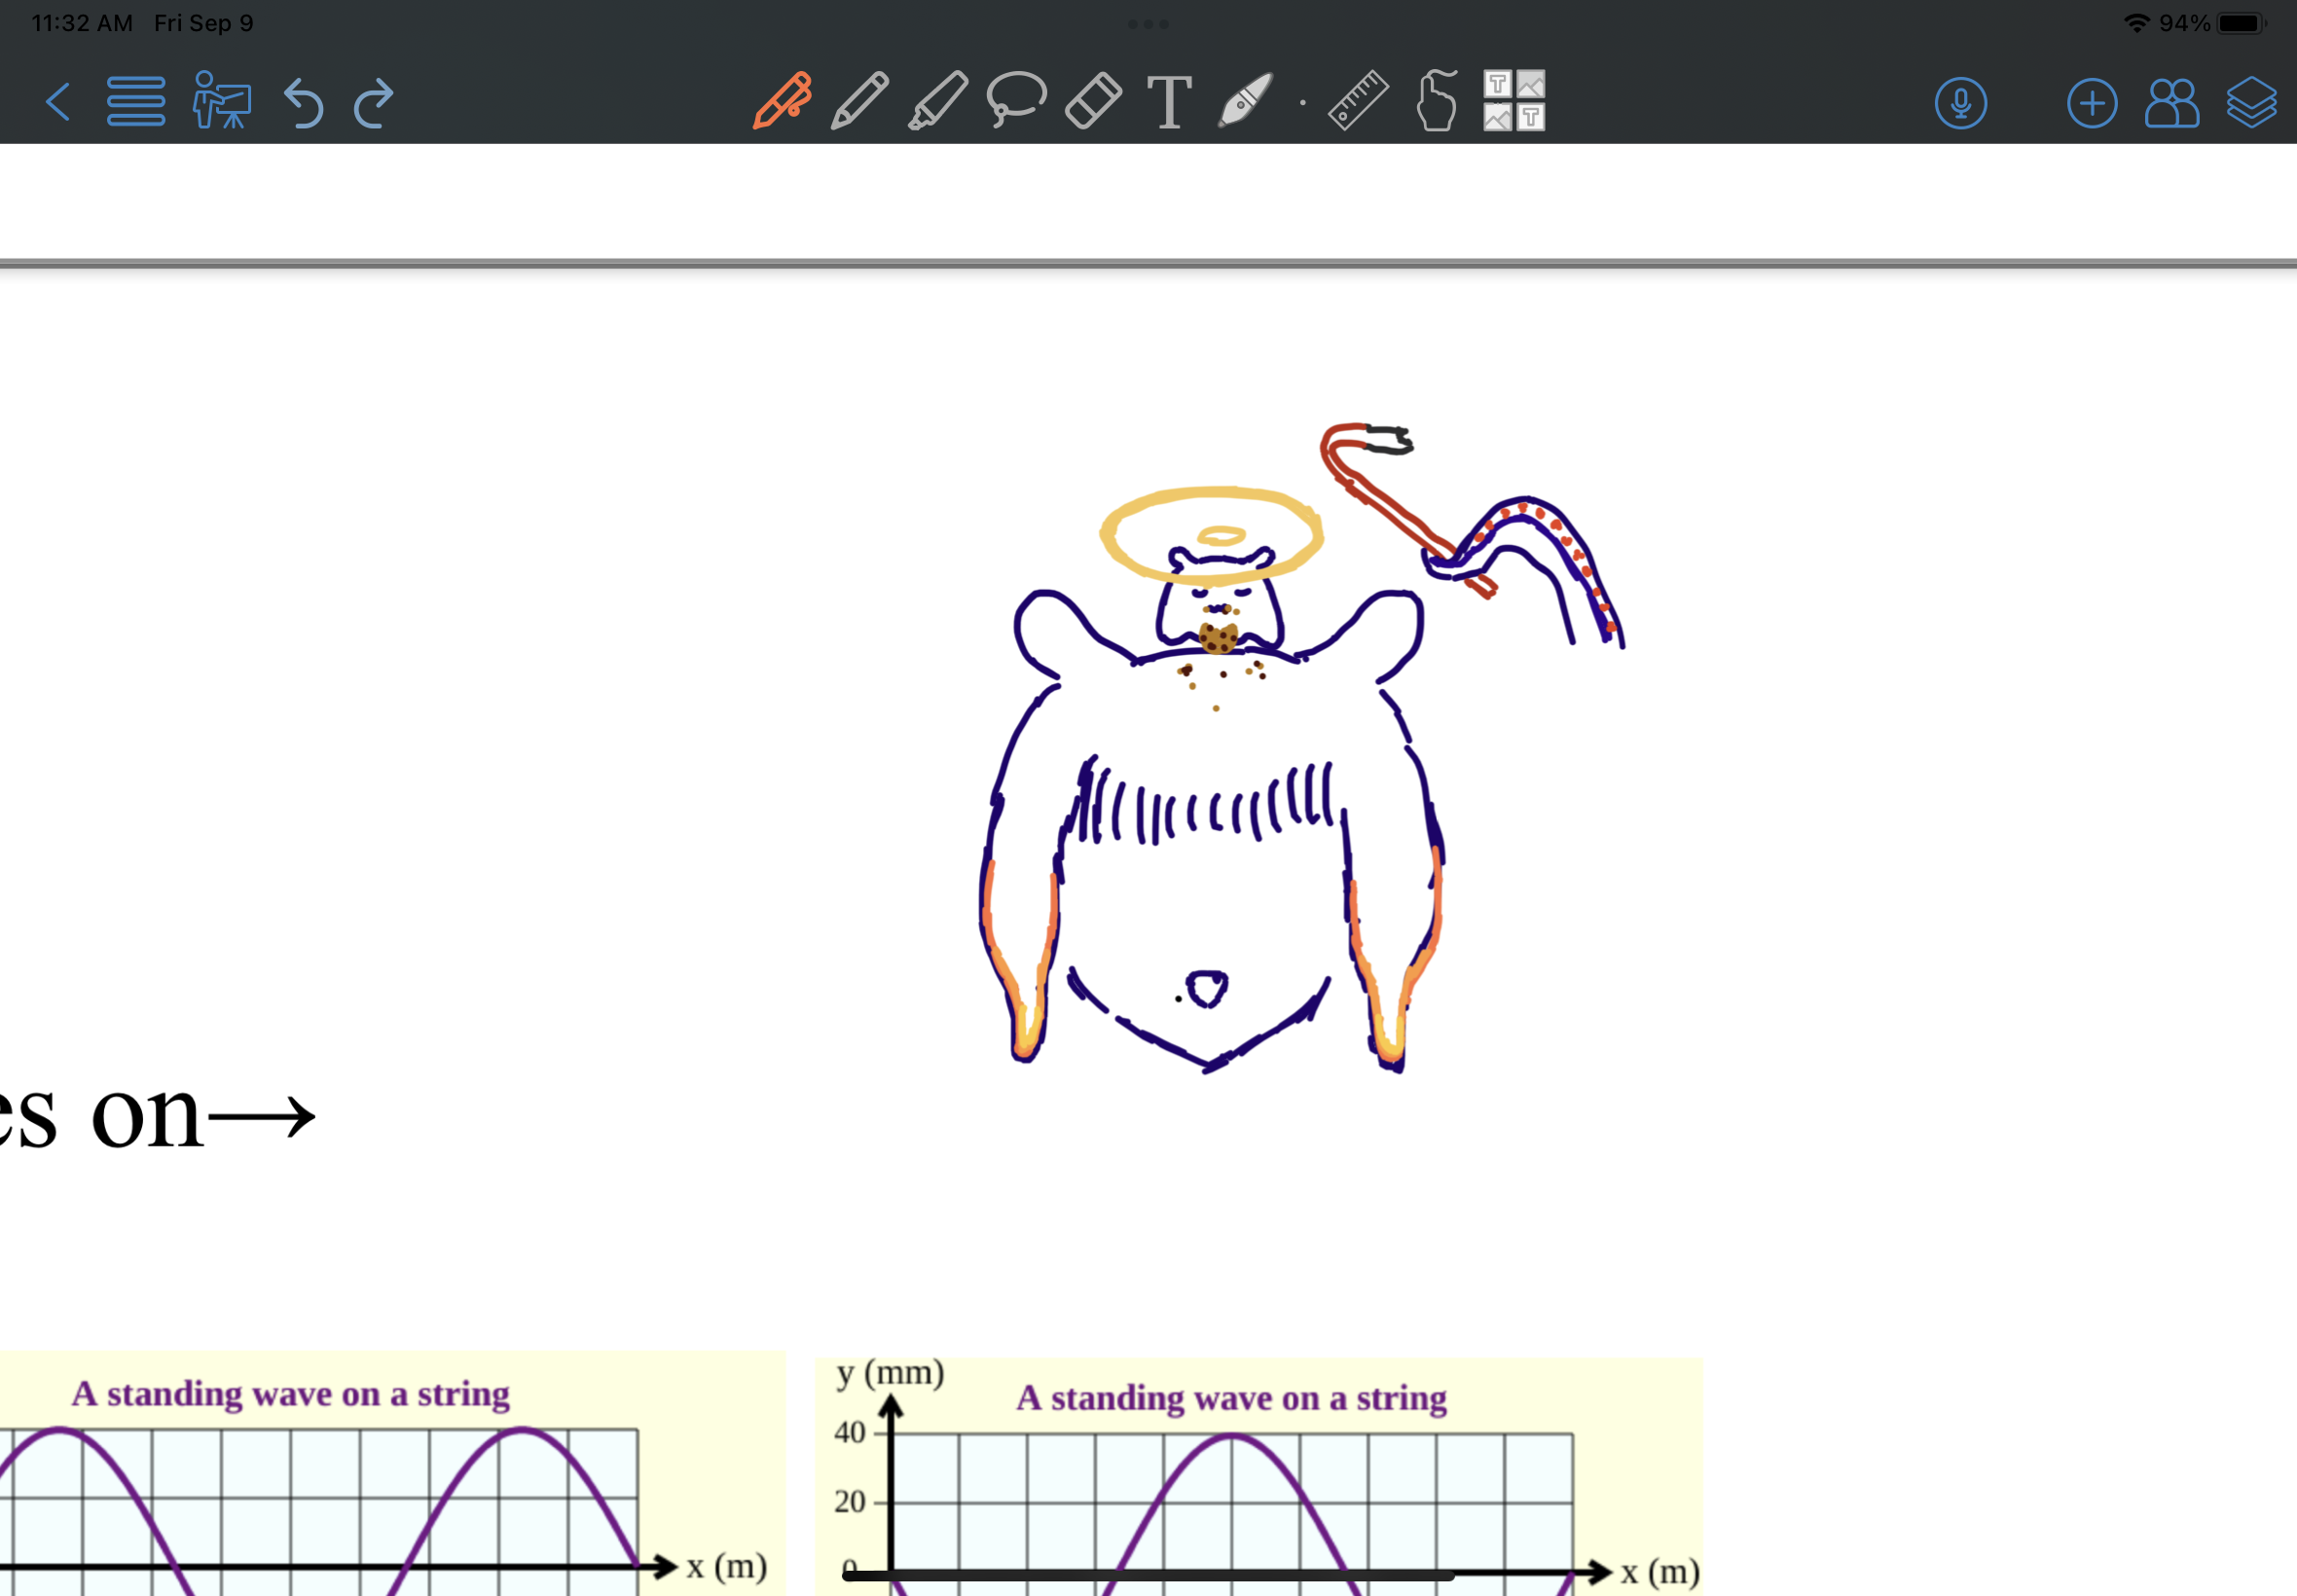 11:32 AM Fri Sep 9
94%
T
T
T
es on→
A standing wave on a string
x (m)
y (mm)
A standing wave on a string
40
20
0
x (m)